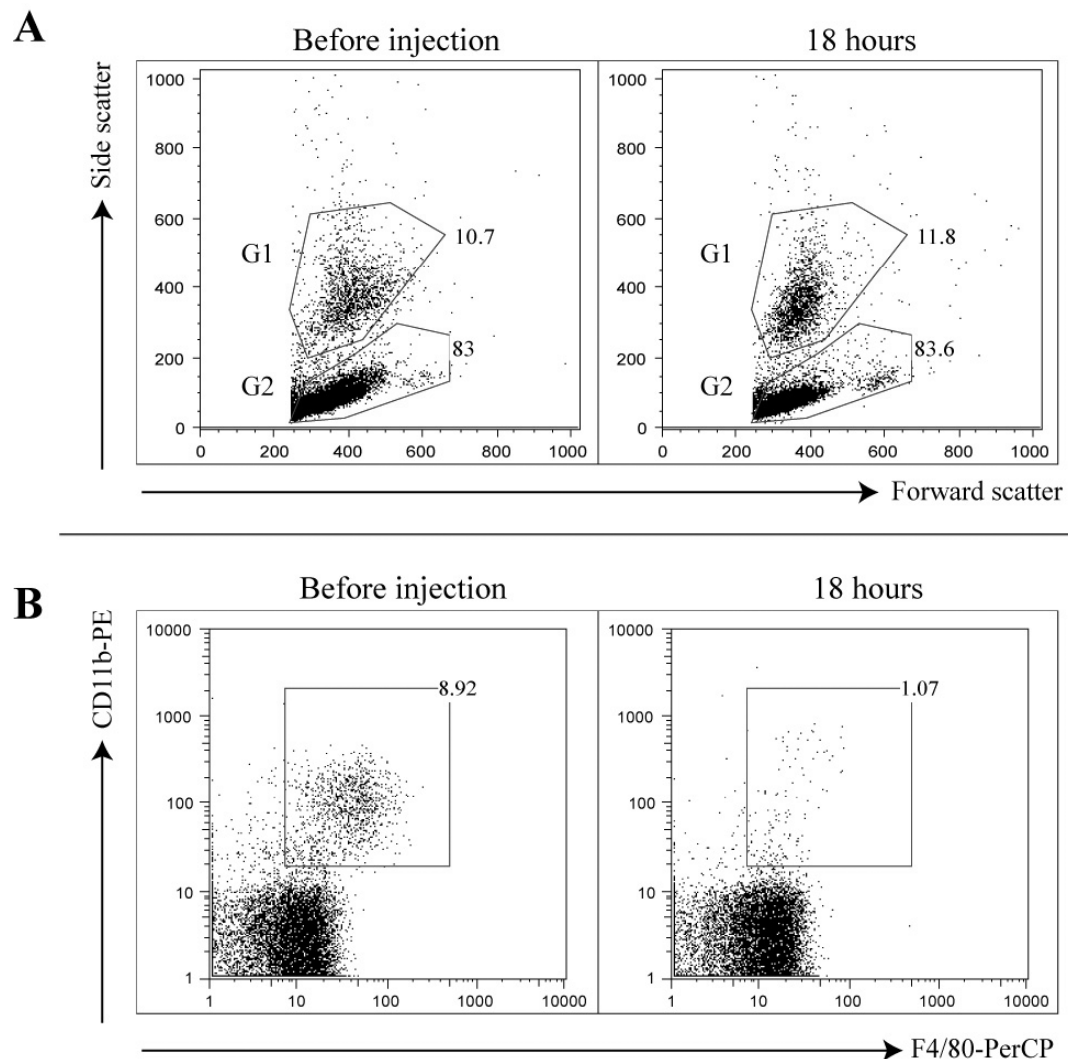 A
Before injection
18 hours
Side scatter
1000
800
600
400
200
0
G1
G2
10.7
83
0 200 400 600 800 1000
1000
800
600
400
200
0
G1
G2
11.8
83.6
0 200 400 600 800 1000
Forward scatter
B
Before injection
18 hours
CD11b-PE
10000
1000
100
10
1
8.92
1 10 100 1000 10000
10000
1000
100
10
1
1.07
1 10 100 1000 10000
F4/80-PerCP